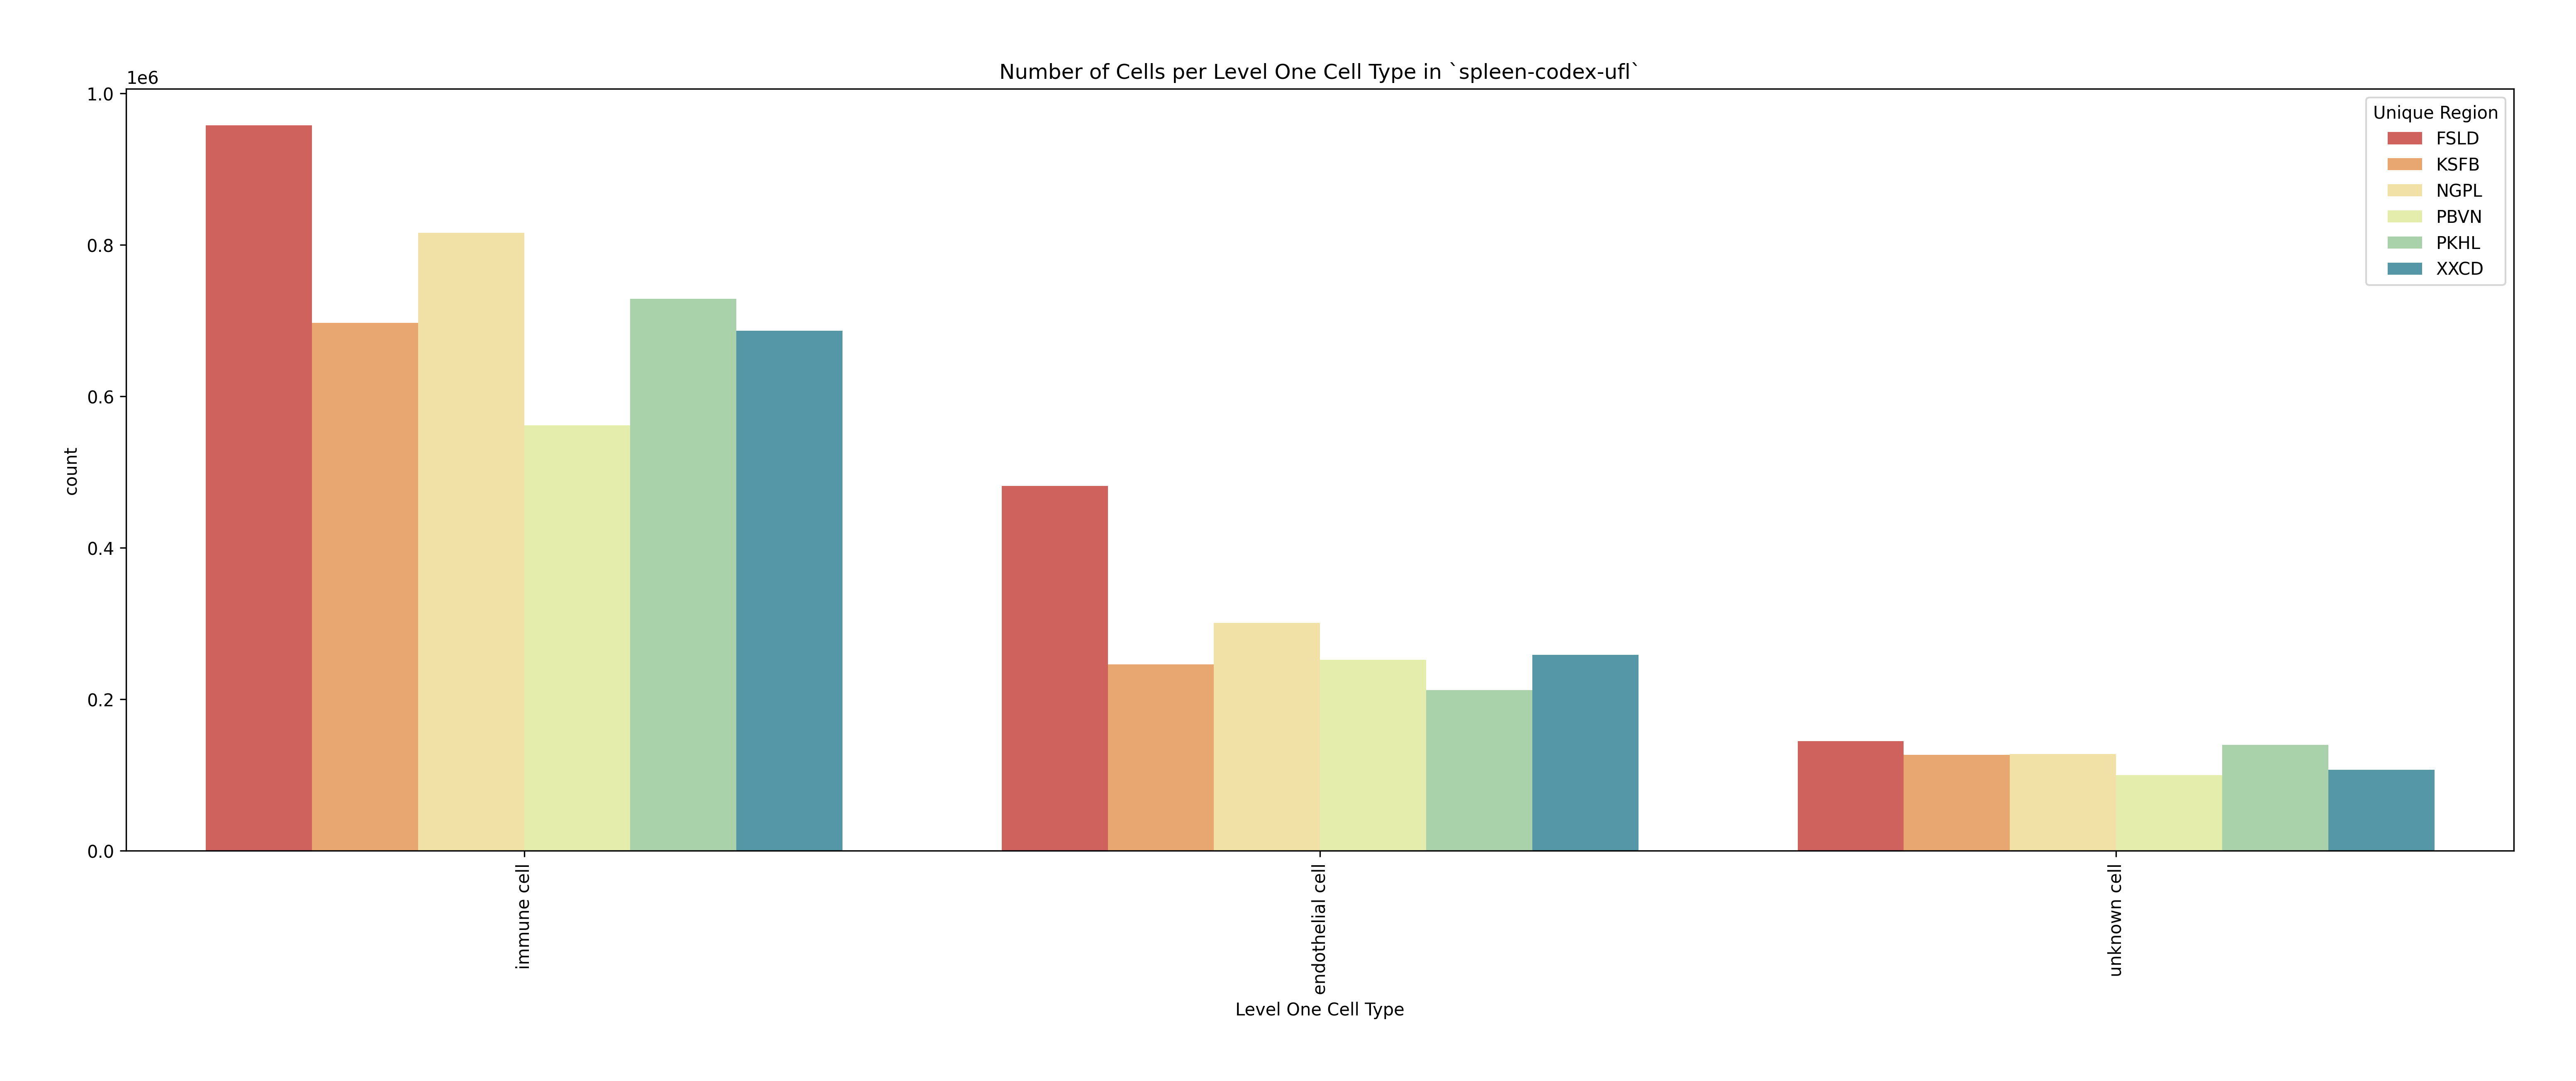 Number of Cells per Level One Cell Type in `spleen-codex-ufl`
1e6
1.0
0.8
0.6
0.4
0.2
0.0
count
Unique Region
FSLD
KSFB
NGPL
PBVN
PKHL
XXCD
immune cell
endothelial cell
unknown cell
Level One Cell Type